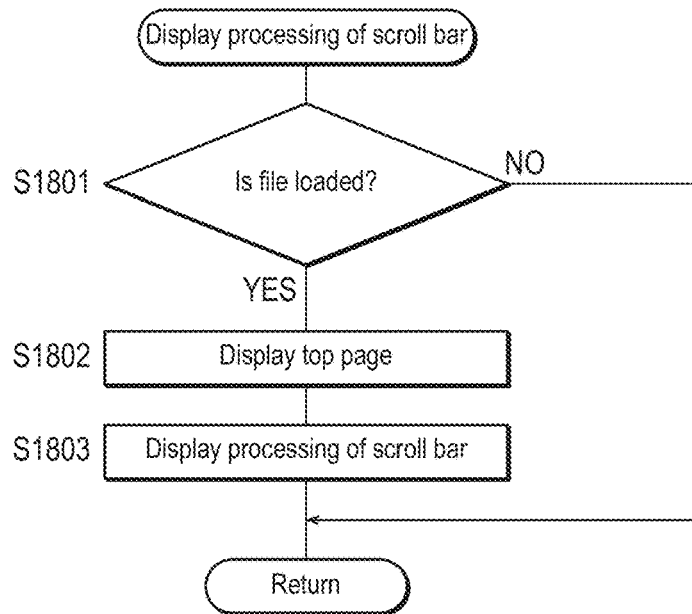 Display processing of scroll bar
S1801
Is file loaded?
NO
YES
S1802
Display top page
S1803
Display processing of scroll bar
Return